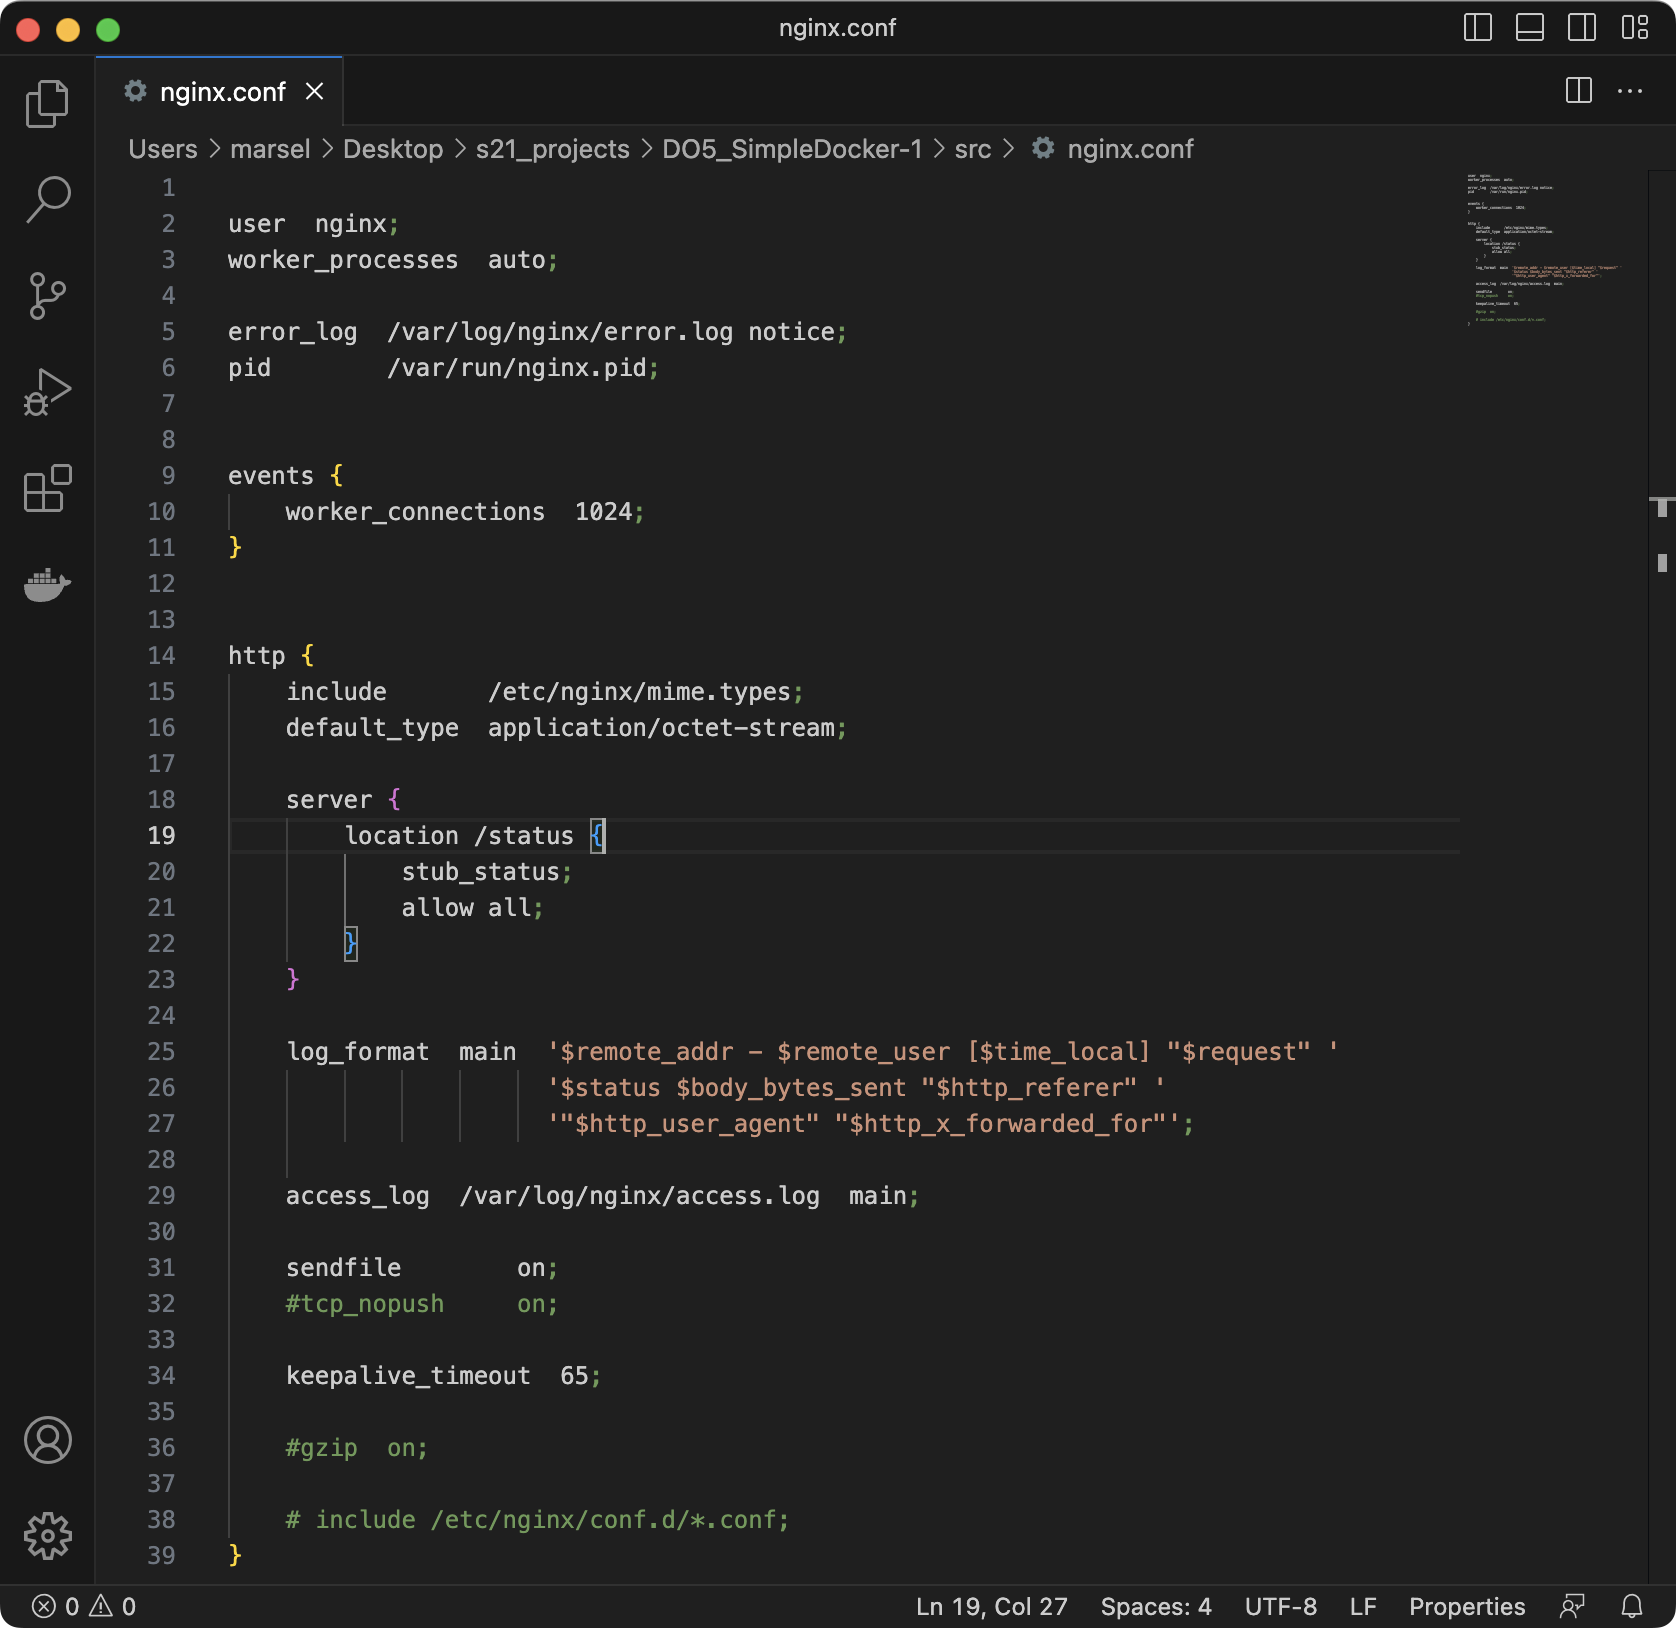 nginx.conf
nginx.conf
Users > marsel > Desktop > s21_projects > DO5_SimpleDocker-1 > src > nginx.conf
1
2 user  nginx;
3 worker_processes  auto;
4
5 error_log  /var/log/nginx/error.log notice;
6 pid        /var/run/nginx.pid;
7
8
9 events {
10     worker_connections  1024;
11 }
12
13
14 http {
15     include       /etc/nginx/mime.types;
16     default_type  application/octet-stream;
17
18     server {
19         location /status {
20             stub_status;
21             allow all;
22         }
23     }
24
25     log_format  main  '$remote_addr - $remote_user [$time_local] "$request" '
26                       '$status $body_bytes_sent "$http_referer" '
27                       '"$http_user_agent" "$http_x_forwarded_for"';
28
29     access_log  /var/log/nginx/access.log  main;
30
31     sendfile        on;
32     #tcp_nopush     on;
33
34     keepalive_timeout  65;
35
36     #gzip  on;
37
38     # include /etc/nginx/conf.d/*.conf;
39 }
0 0 Ln 19, Col 27 Spaces: 4 UTF-8 LF Properties